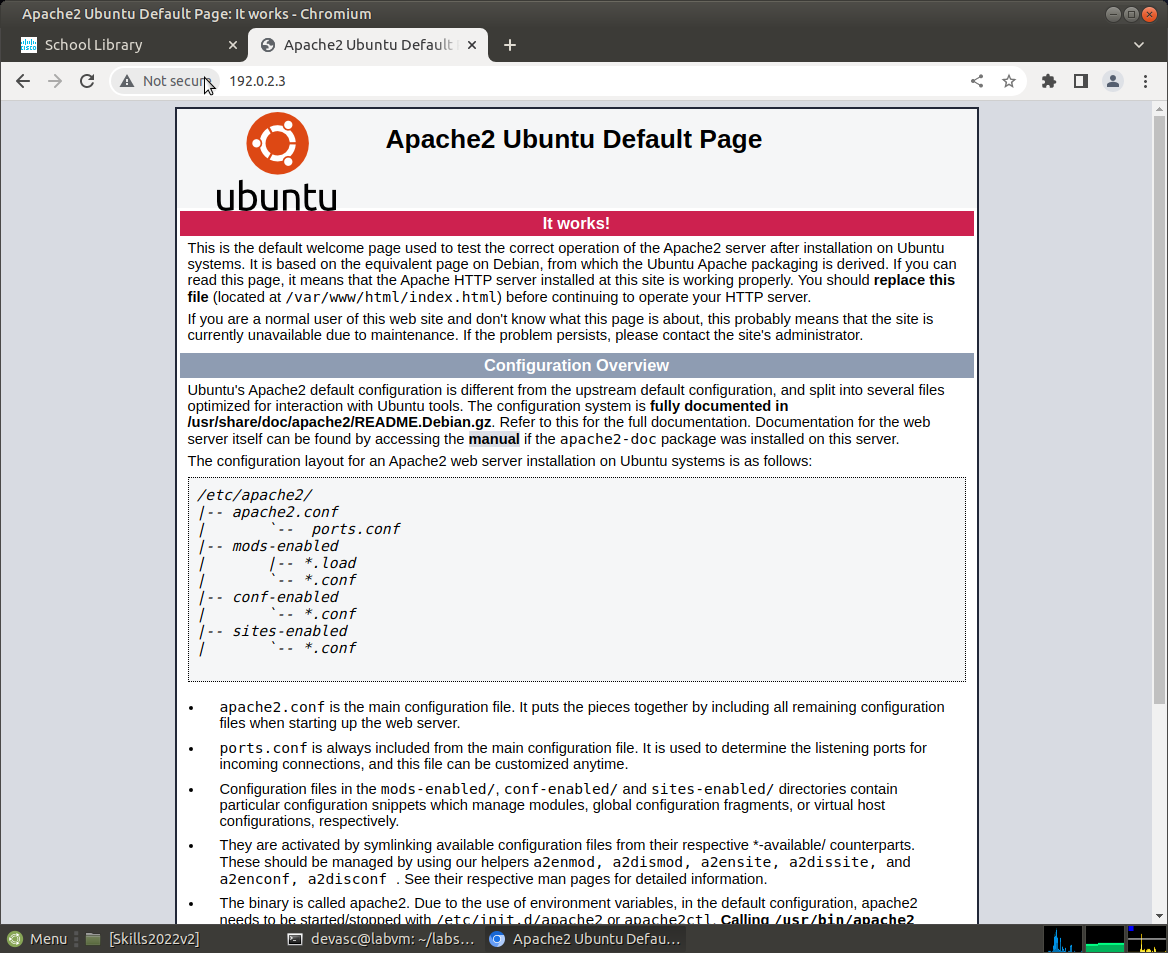 Apache2 Ubuntu Default Page: It works - Chromium
School Library
Apache2 Ubuntu Default
Not secure
192.0.2.3
ubuntu
Apache2 Ubuntu Default Page
It works!
This is the default welcome page used to test the correct operation of the Apache2 server after installation on Ubuntu
systems. It is based on the equivalent page on Debian, from which the Ubuntu Apache packaging is derived. If you can
read this page, it means that the Apache HTTP server installed at this site is working properly. You should replace this
file (located at /var/www/html/index.html) before continuing to operate your HTTP server.
If you are a normal user of this web site and don't know what this page is about, this probably means that the site is
currently unavailable due to maintenance. If the problem persists, please contact the site's administrator.
Configuration Overview
Ubuntu's Apache2 default configuration is different from the upstream default configuration, and split into several files
optimized for interaction with Ubuntu tools. The configuration system is fully documented in
/usr/share/doc/apache2/README.Debian.gz. Refer to this for the full documentation. Documentation for the web
server itself can be found by accessing the manual if the apache2-doc package was installed on this server.
The configuration layout for an Apache2 web server installation on Ubuntu systems is as follows:
/etc/apache2/
|-- apache2.conf
|       `--  ports.conf
|-- mods-enabled
|       |-- *.load
|       `-- *.conf
|-- conf-enabled
|       `-- *.conf
|-- sites-enabled
|       `-- *.conf
• apache2.conf is the main configuration file. It puts the pieces together by including all remaining configuration
files when starting up the web server.
• ports.conf is always included from the main configuration file. It is used to determine the listening ports for
incoming connections, and this file can be customized anytime.
• Configuration files in the mods-enabled/, conf-enabled/ and sites-enabled/ directories contain
particular configuration snippets which manage modules, global configuration fragments, or virtual host
configurations, respectively.
• They are activated by symlinking available configuration files from their respective *-available/ counterparts.
These should be managed by using our helpers a2enmod, a2dismod, a2ensite, a2dissite, and
a2enconf, a2disconf . See their respective man pages for detailed information.
• The binary is called apache2. Due to the use of environment variables, in the default configuration, apache2
needs to be started/stopped with /etc/init.d/apache2 or apache2ctl. Calling /usr/bin/apache2
Menu
[Skills2022v2]
devasc@labvm: ~/labs...
Apache2 Ubuntu Defau...